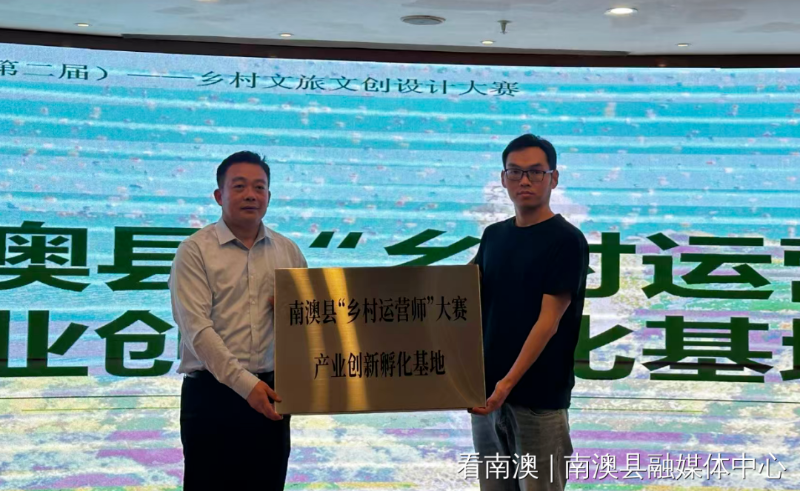 第二届）——乡村文旅文创设计大赛
澳县“乡村运营
业创 化基地
南澳县“乡村运营师”大赛
产业创新孵化基地
看南澳 | 南澳县融媒体中心